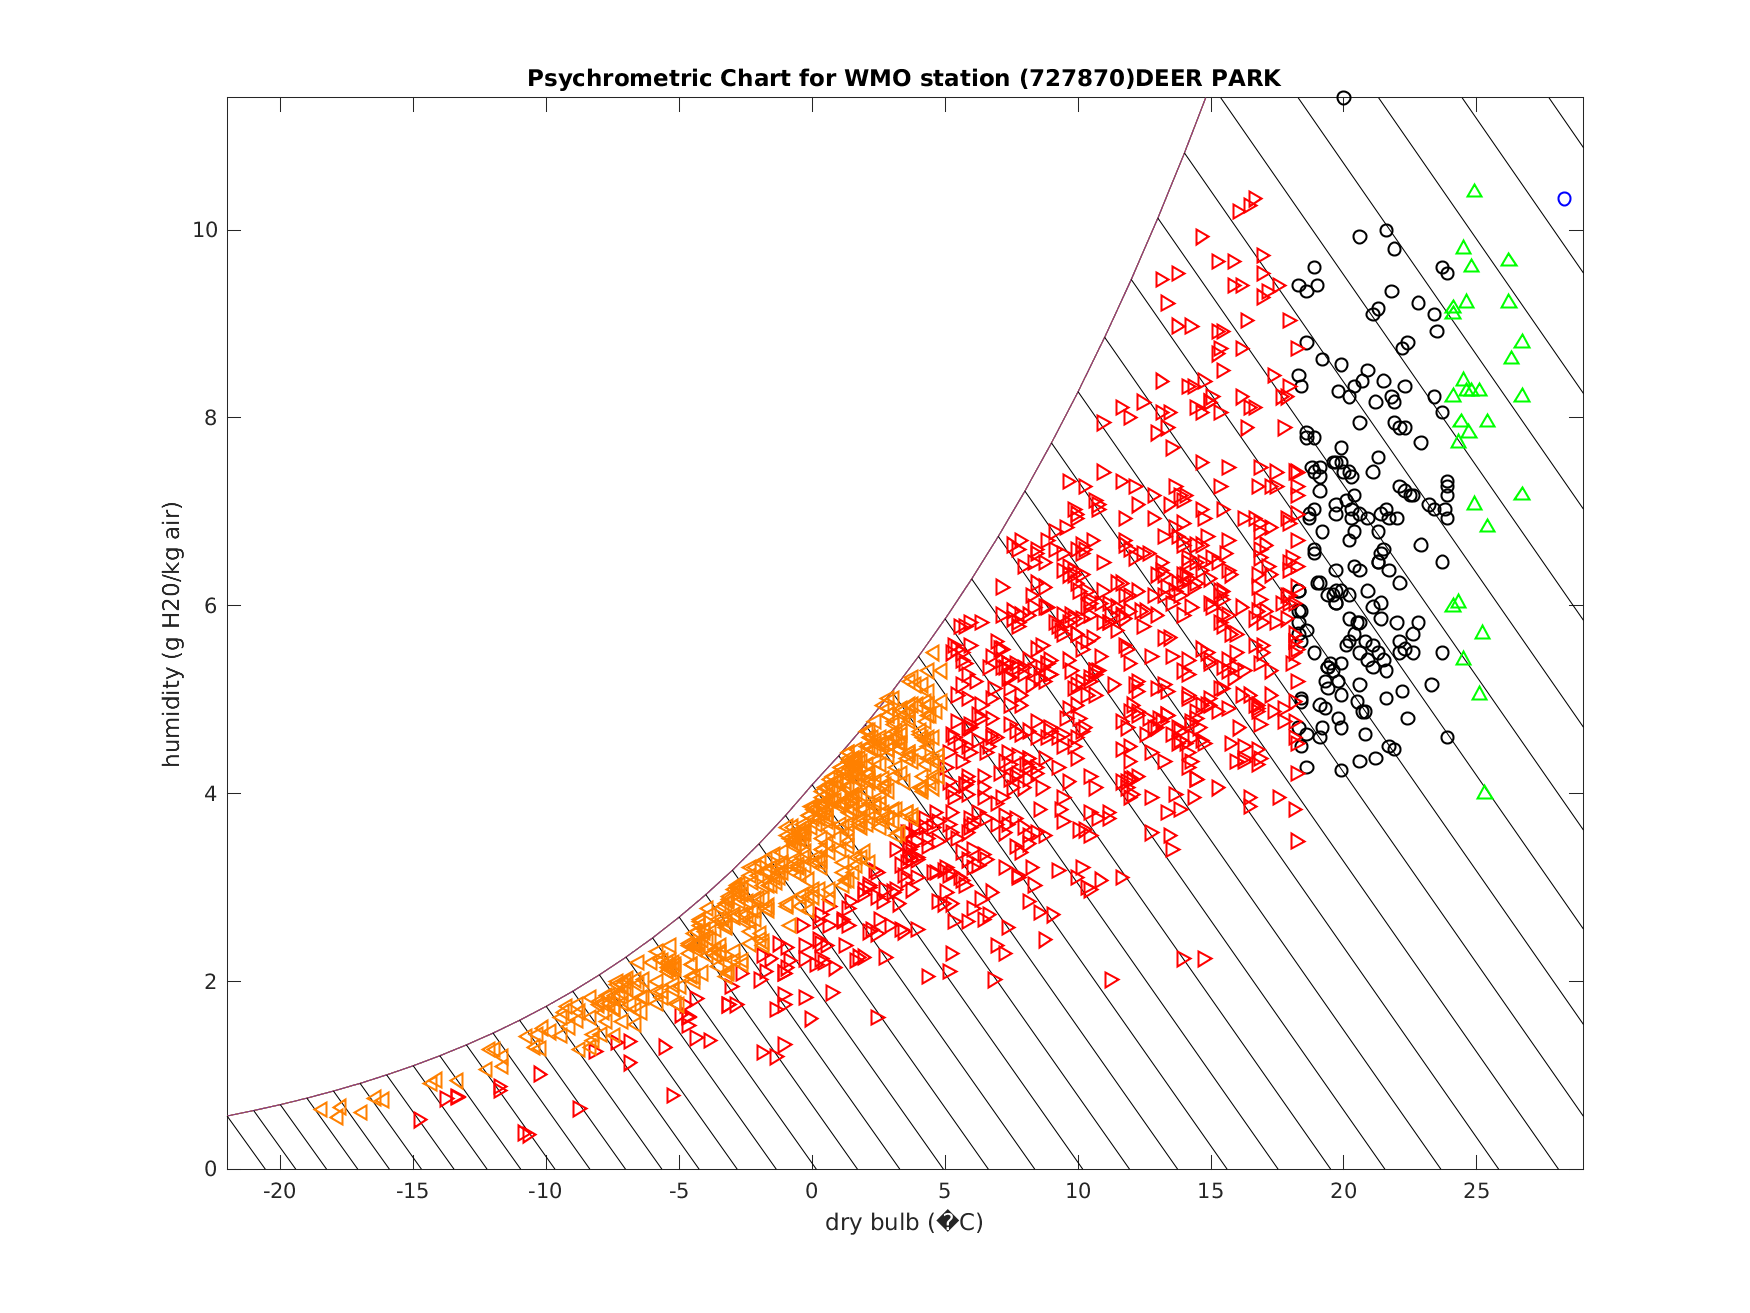 Psychrometric Chart for WMO station (727870)DEER PARK
10
8
6
4
2
0
humidity (g H20/kg air)
-20 -15 -10 -5 0 5 10 15 20 25
dry bulb (�C)